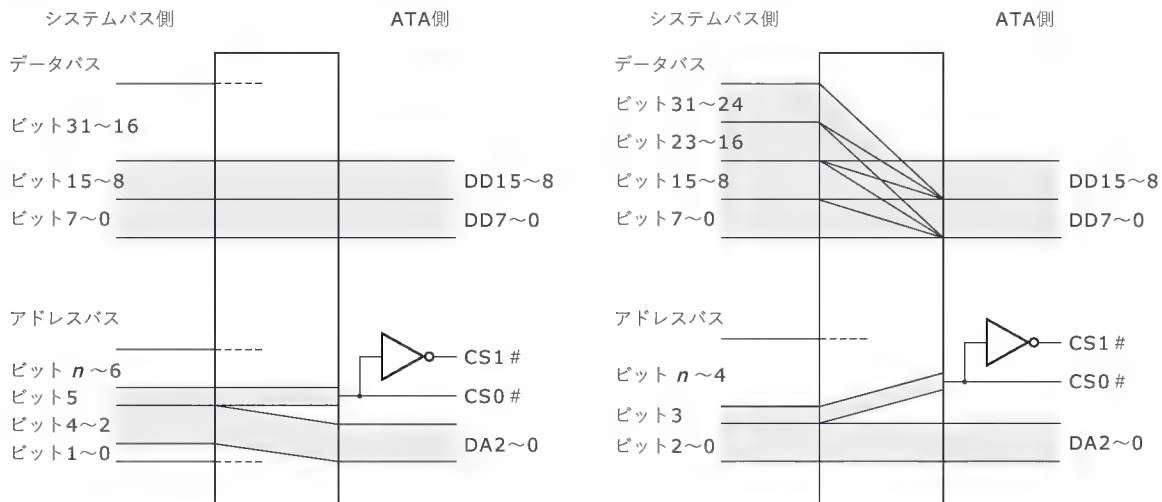 システムバス側
ATA側
データバス
ビット31〜16
ビット15〜8
DD15〜8
ビット7〜0
DD7〜0
アドレスバス
CS1#
ビット n〜6
CS0#
ビット5
ビット4〜2
DA2〜0
ビット1〜0
システムバス側
ATA側
データバス
ビット31〜24
ビット23〜16
ビット15〜8
DD15〜8
ビット7〜0
DD7〜0
アドレスバス
CS1#
ビット n〜4
CS0#
ビット3
ビット2〜0
DA2〜0